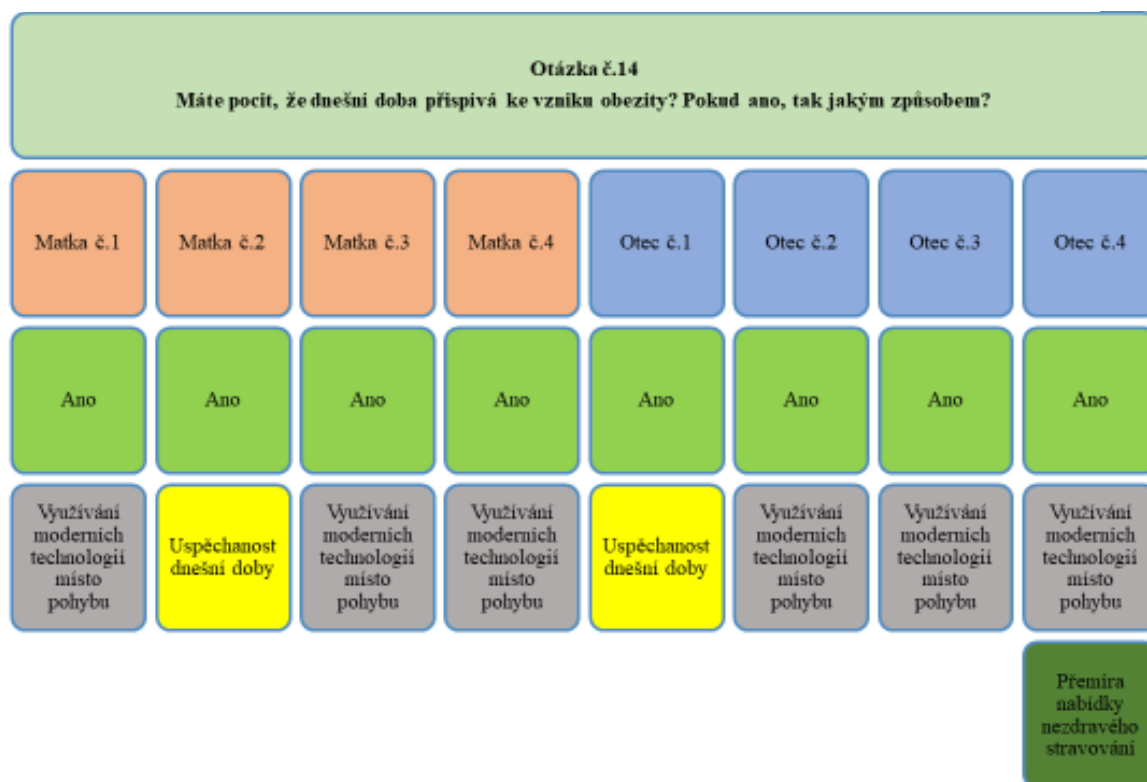 Otázka č.14
Máte pocit, že dnešní doba přispívá ke vzniku obezity? Pokud ano, tak jakým způsobem?
Matka č.1
Matka č.2
Matka č.3
Matka č.4
Otec č.1
Otec č.2
Otec č.3
Otec č.4
Ano
Ano
Ano
Ano
Ano
Ano
Ano
Ano
Využívání
moderních
technologií
místo
pohybu
Uspěchanost
dnešní doby
Využívání
moderních
technologií
místo
pohybu
Využívání
moderních
technologií
místo
pohybu
Uspěchanost
dnešní doby
Využívání
moderních
technologií
místo
pohybu
Využívání
moderních
technologií
místo
pohybu
Využívání
moderních
technologií
místo
pohybu
Přemíra
nabídky
nezdravého
stravování